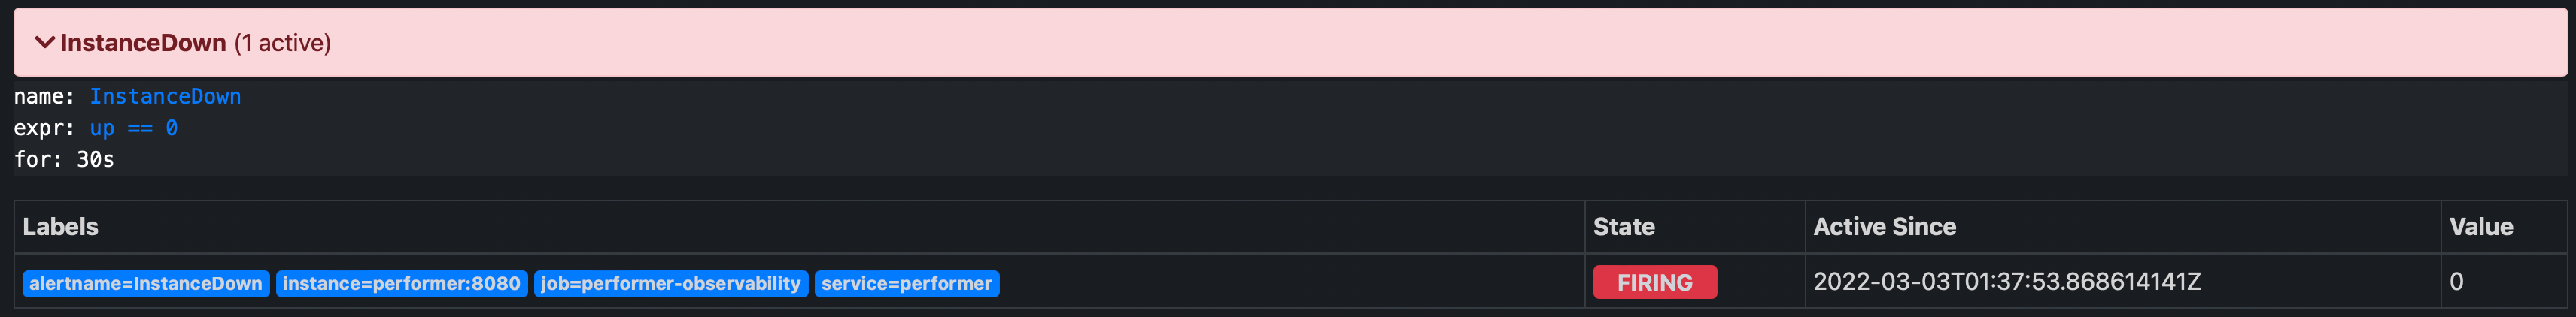 InstanceDown (1 active)
name: InstanceDown
expr: up == 0
for: 30s
Labels State Active Since Value
alertname=InstanceDown instance=performer:8080 job=performer-observability service=performer FIRING 2022-03-03T01:37:53.868614141Z 0